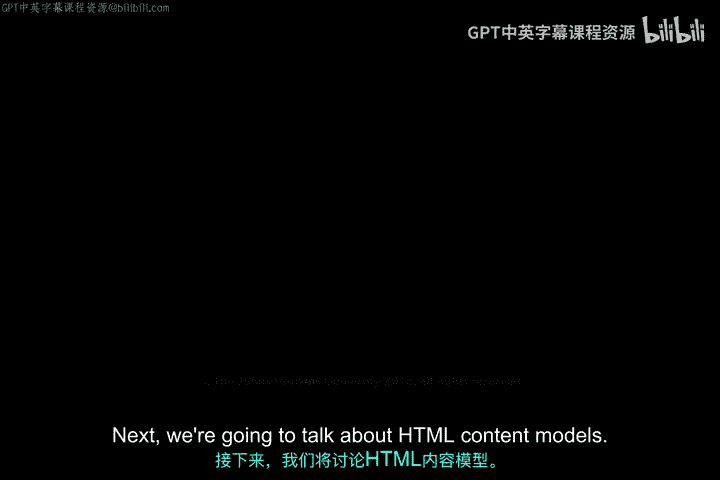 GPT中英字幕课程资源@bilibili.com
GPT中英字幕课程资源 bilibili
Next, we're going to talk about HTML content models.
接下来，我们将讨论HTML内容模型。